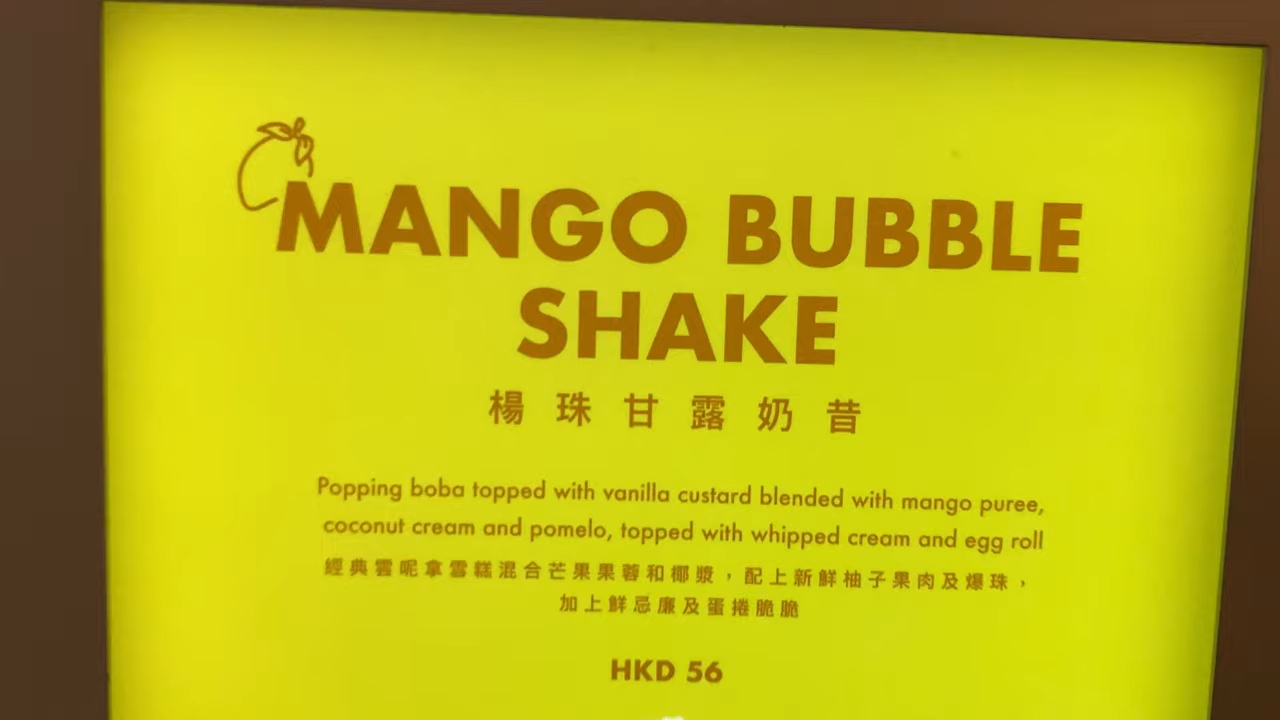 MANGO BUBBLE
SHAKE
楊珠甘露奶昔
Popping boba topped with vanilla custard blended with mango puree,
coconut cream and pomelo, topped with whipped cream and egg roll
經典雲呢拿雪糕混合芒果果蓉和椰漿，配上新鮮柚子果肉及爆珠，
加上鮮忌廉及蛋捲脆脆
HKD 56